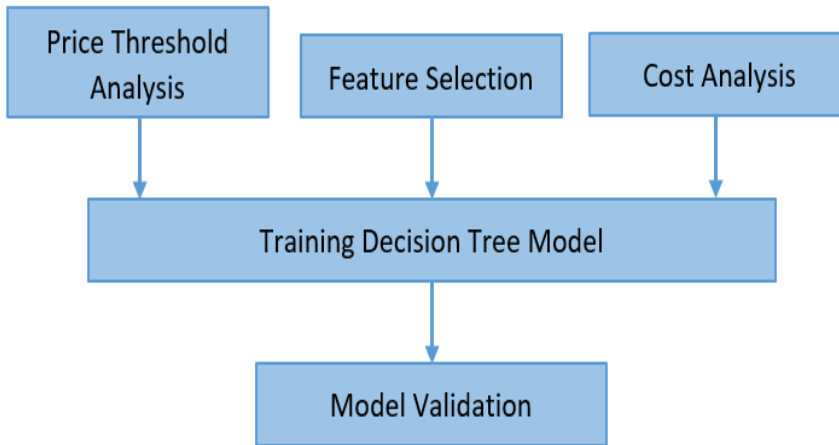 Price Threshold
Analysis
Feature Selection
Cost Analysis
Training Decision Tree Model
Model Validation